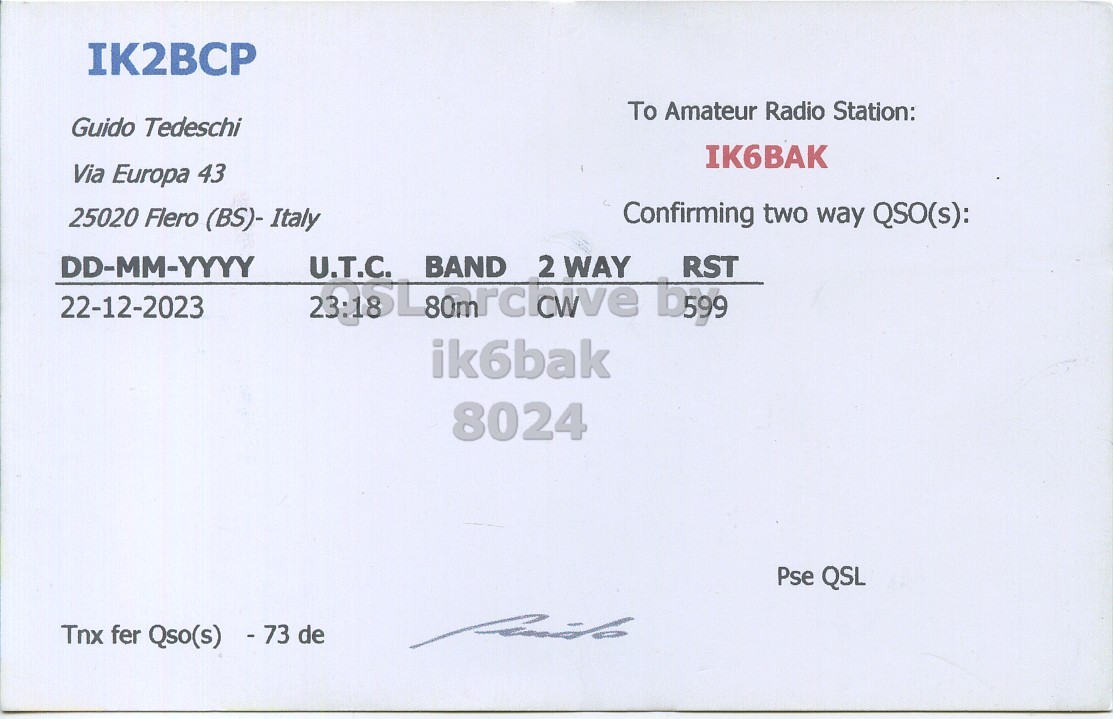 IK2BCP
Guido Tedeschi
Via Europa 43
25020 Flero (BS)- Italy
To Amateur Radio Station:
IK6BAK
Confirming two way QSO(s):
DD-MM-YYYY U.T.C. BAND 2 WAY RST
22-12-2023 23:18 80m CW 599
QSL archive by
ik6bak
8024
Pse QSL
Tnx fer Qso(s) - 73 de Guido